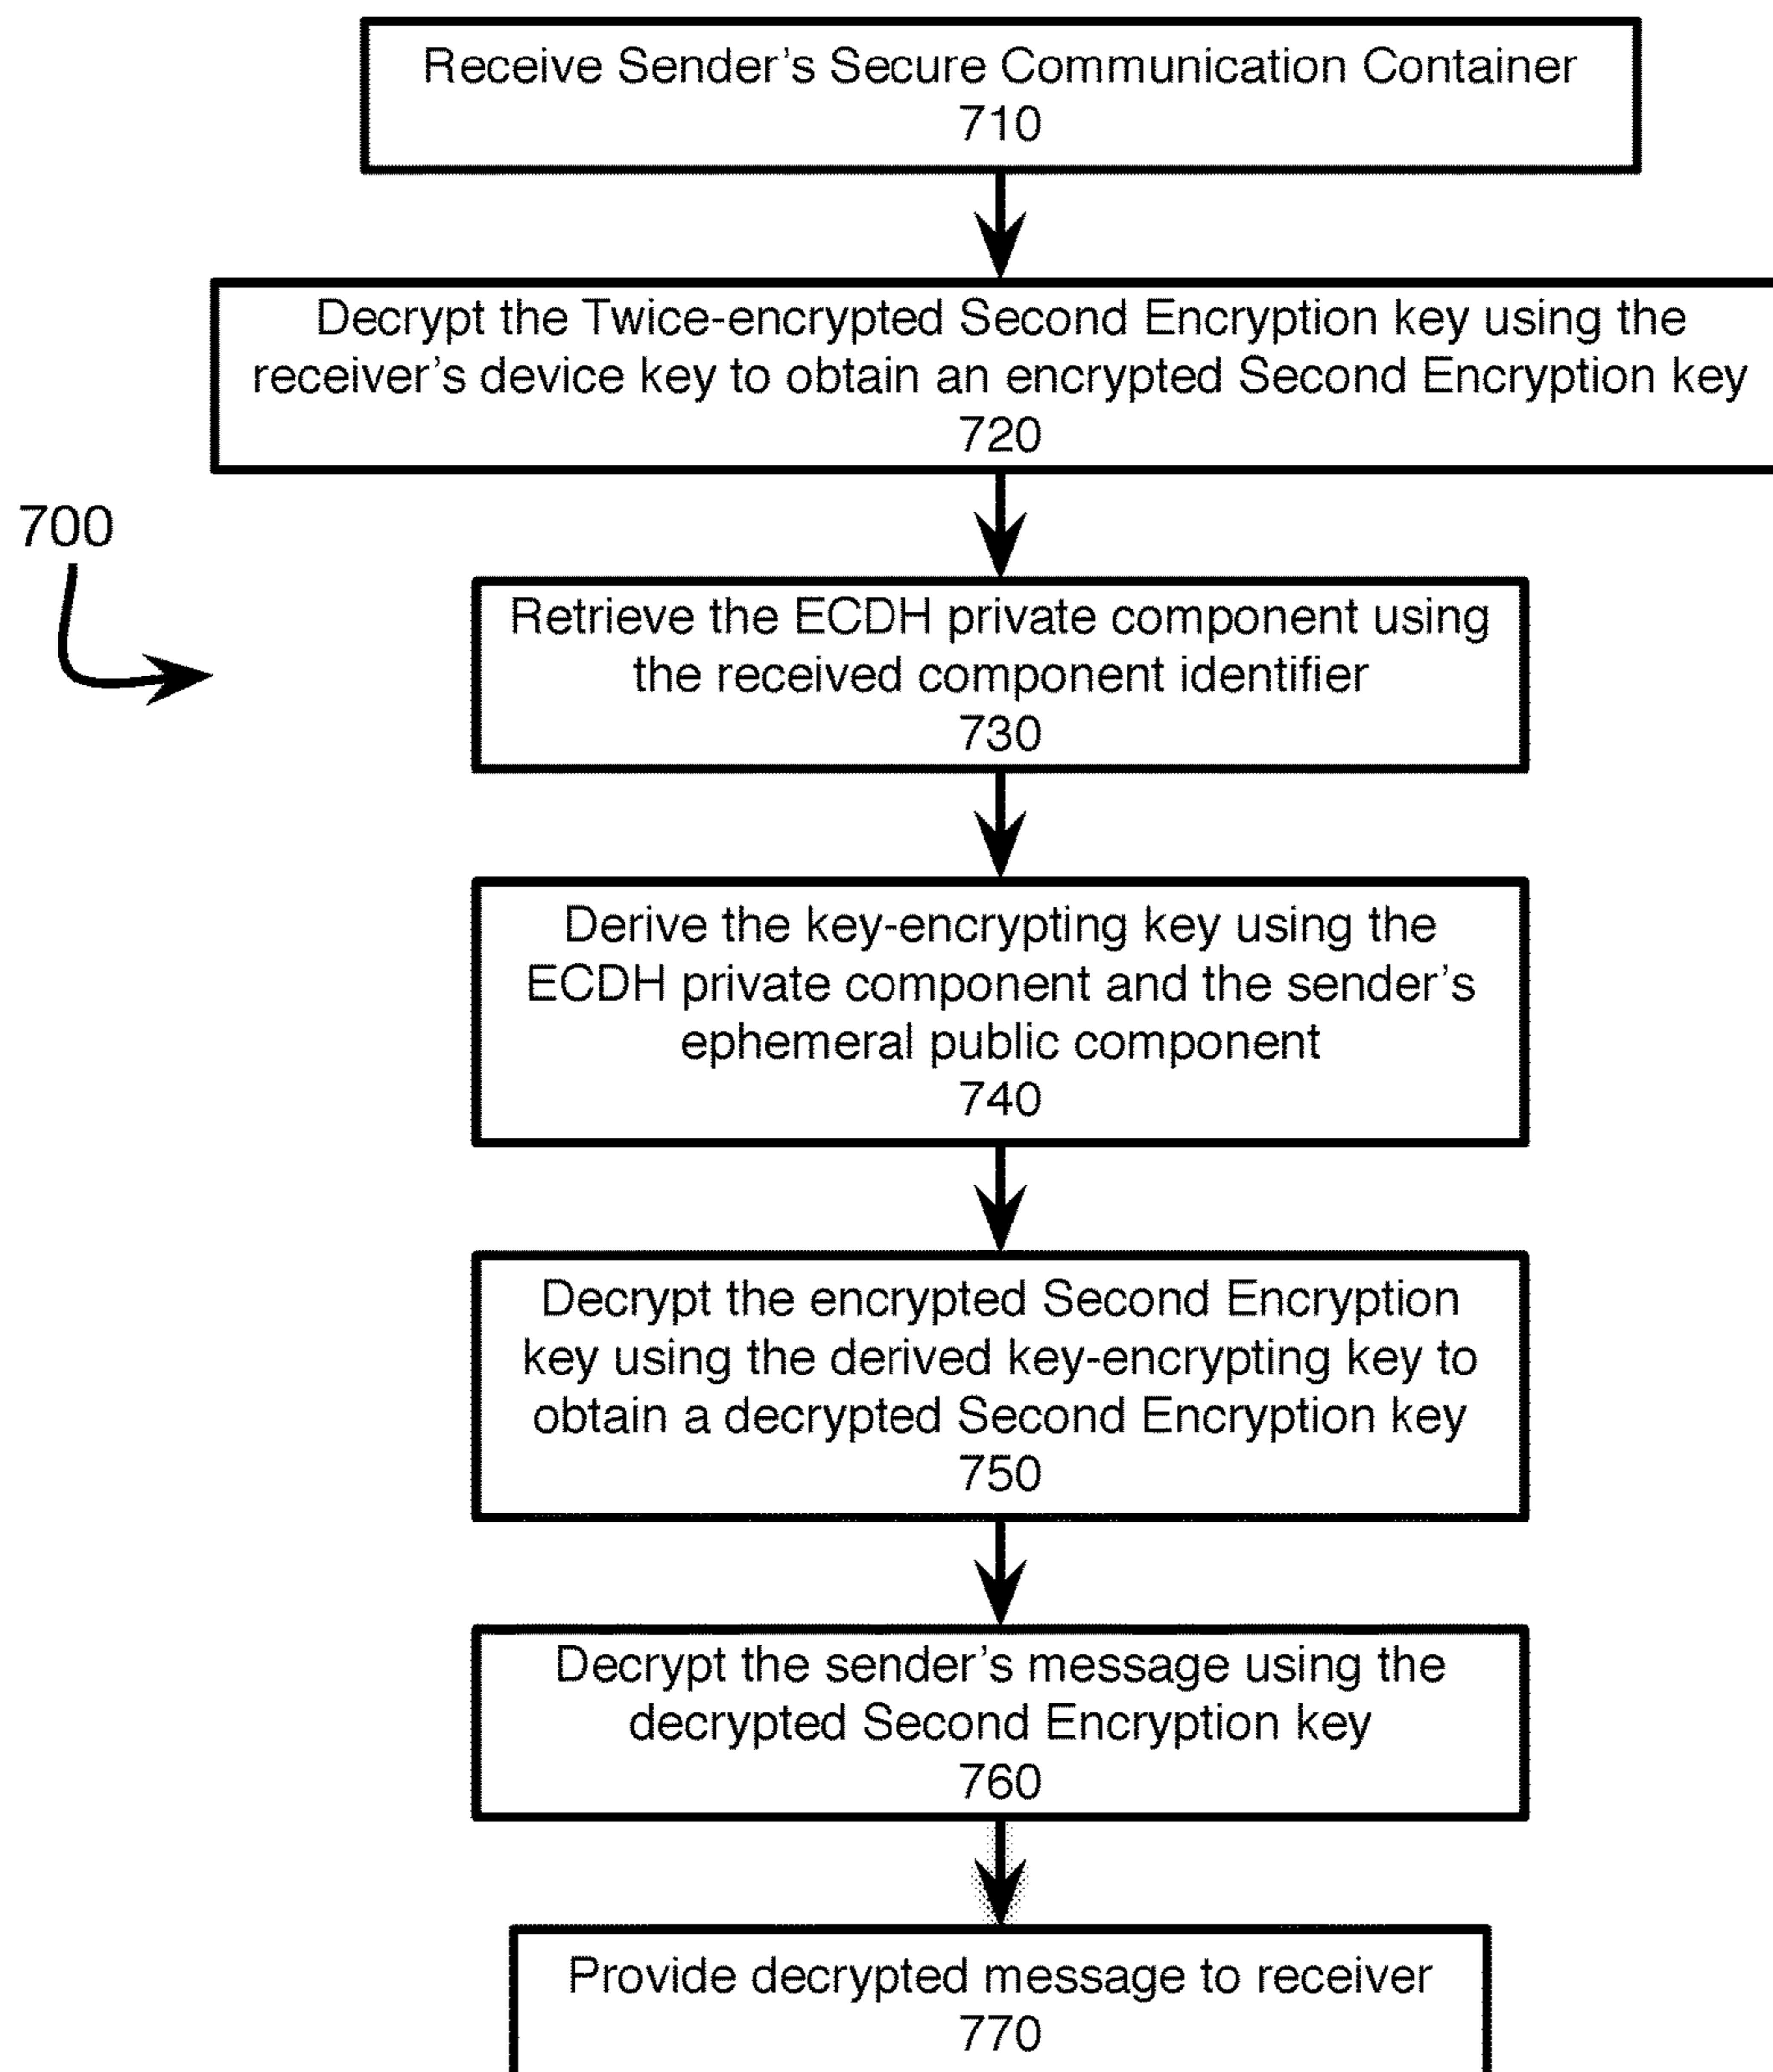 Receive Sender's Secure Communication Container
710
Decrypt the Twice-encrypted Second Encryption key using the
receiver's device key to obtain an encrypted Second Encryption key
720
700
Retrieve the ECDH private component using
the received component identifier
730
Derive the key-encrypting key using the
ECDH private component and the sender's
ephemeral public component
740
Decrypt the encrypted Second Encryption
key using the derived key-encrypting key to
obtain a decrypted Second Encryption key
750
Decrypt the sender's message using the
decrypted Second Encryption key
760
Provide decrypted message to receiver
770